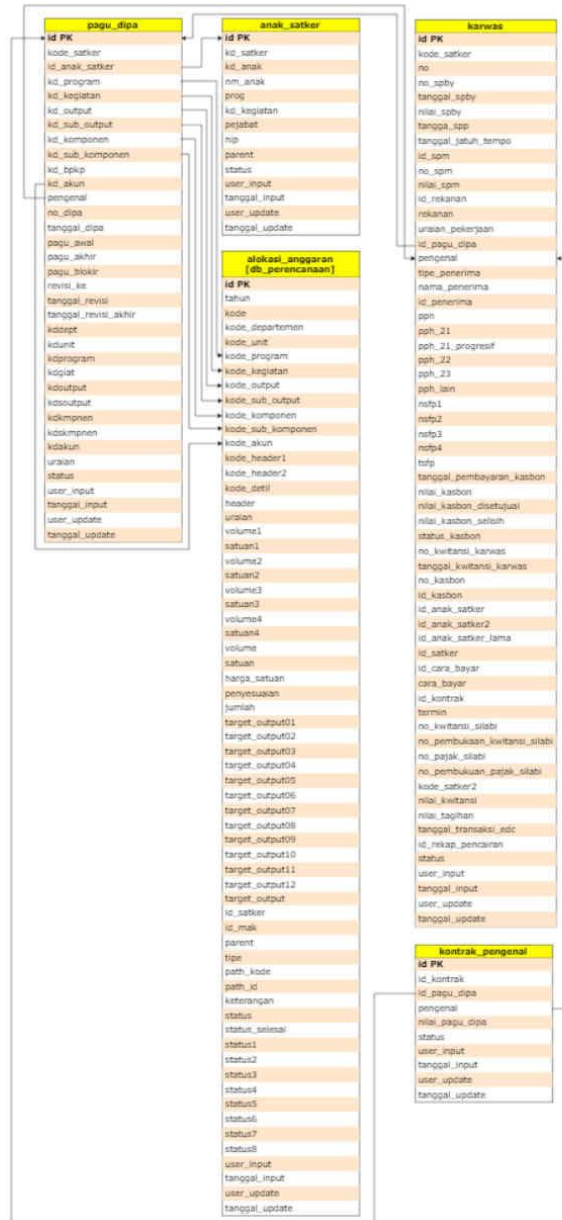 pagu_dipa
id PK
kode_satker
id_anak_satker
kd_program
kd_kegiatan
kd_output
kd_sub_output
kd_komponen
kd_sub_komponen
kd_bpkp
kd_akun
pengenal
no_dipa
tanggal_dipa
pagu_awal
pagu_akhir
pagu_blokir
revisi_ke
tanggal_revisi
tanggal_revisi_akhir
kddept
kdunit
kdprogram
kdgiat
kdoutput
kdsoutput
kdkmpnen
kdskmpnen
kdakun
uraian
status
user_input
tanggal_input
user_update
tanggal_update
anak_satker
id PK
kd_satker
kd_anak
nm_anak
prog
kd_kegiatan
pejabat
nip
parent
status
user_input
tanggal_input
user_update
tanggal_update
alokasi_anggaran
[db_perencanaan]
id PK
tahun
kode
kode_departemen
kode_unit
kode_program
kode_kegiatan
kode_output
kode_sub_output
kode_komponen
kode_sub_komponen
kode_akun
kode_header1
kode_header2
kode_detil
header
uraian
volume1
satuan1
volume2
satuan2
volume3
satuan3
volume4
satuan4
volume
satuan
harga_satuan
penyesuaian
jumlah
target_output01
target_output02
target_output03
target_output04
target_output05
target_output06
target_output07
target_output08
target_output09
target_output10
target_output11
target_output12
target_output
id_satker
id_mak
parent
tipe
path_kode
path_id
keterangan
status
status_selesai
status1
status2
status3
status4
status5
status6
status7
status8
user_input
tanggal_input
user_update
tanggal_update
karwas
id PK
kode_satker
no
no_spby
tanggal_spby
nilai_spby
tangga_spp
tanggal_jatuh_tempo
id_spm
no_spm
nilai_spm
id_rekanan
rekanan
uraian_pekerjaan
id_pagu_dipa
pengenal
tipe_penerima
nama_penerima
id_penerima
ppn
pph_21
pph_21_progresif
pph_22
pph_23
pph_lain
nsfp1
nsfp2
nsfp3
nsfp4
tsfp
tanggal_pembayaran_kasbon
nilai_kasbon
nilai_kasbon_disetujuai
nilai_kasbon_selisih
status_kasbon
no_kwitansi_karwas
tanggal_kwitansi_karwas
no_kasbon
id_kasbon
id_anak_satker
id_anak_satker2
id_anak_satker_lama
id_satker
id_cara_bayar
cara_bayar
id_kontrak
termin
no_kwitansi_silabi
no_pembukaan_kwitansi_silabi
no_pajak_silabi
no_pembukuan_pajak_silabi
kode_satker2
nilai_kwitansi
nilai_tagihan
tanggal_transaksi_edc
id_rekap_pencairan
status
user_input
tanggal_input
user_update
tanggal_update
kontrak_pengenal
id PK
id_kontrak
id_pagu_dipa
pengenal
nilai_pagu_dipa
status
user_input
tanggal_input
user_update
tanggal_update